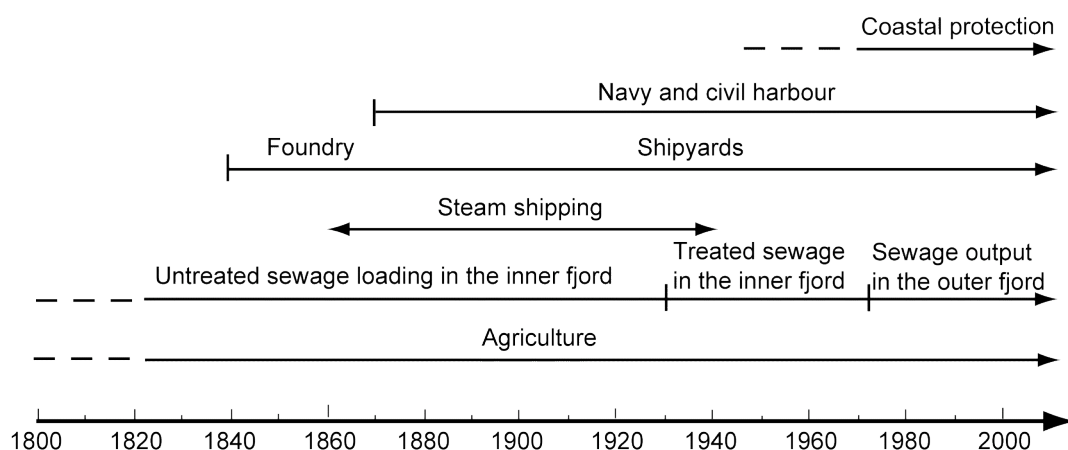 Coastal protection
Navy and civil harbour
Foundry
Shipyards
Steam shipping
Untreated sewage loading in the inner fjord
Treated sewage
in the inner fjord
Sewage output
in the outer fjord
Agriculture
1800 1820 1840 1860 1880 1900 1920 1940 1960 1980 2000